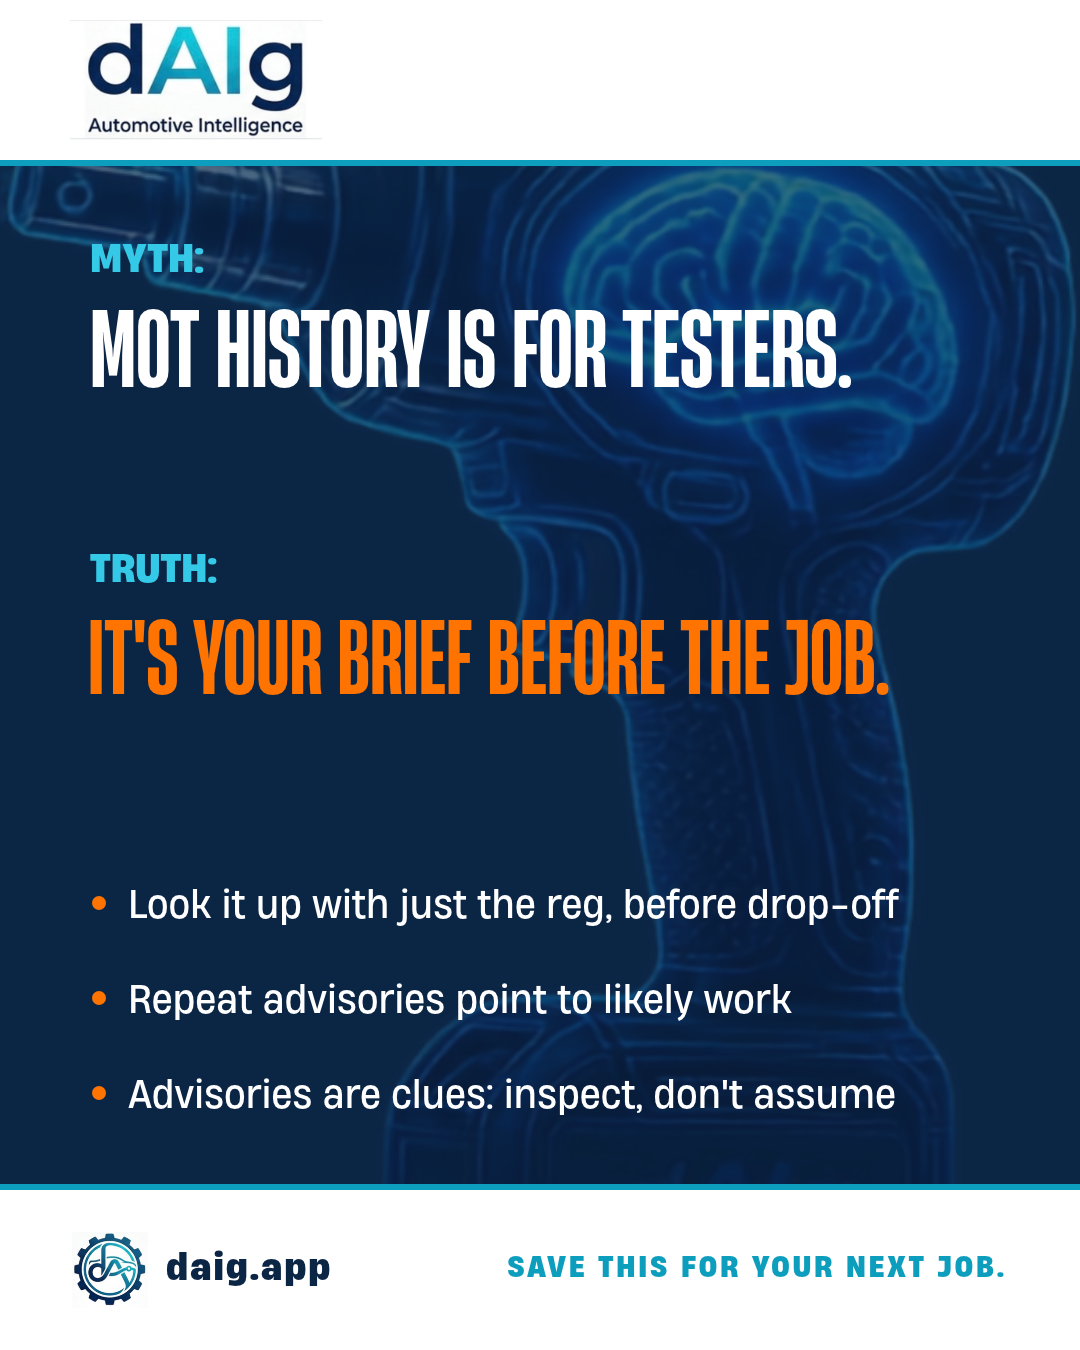 dAIg
Automotive Intelligence
MYTH:
MOT HISTORY IS FOR TESTERS.
TRUTH:
IT'S YOUR BRIEF BEFORE THE JOB.
• Look it up with just the reg, before drop-off
• Repeat advisories point to likely work
• Advisories are clues: inspect, don't assume
daig.app
SAVE THIS FOR YOUR NEXT JOB.